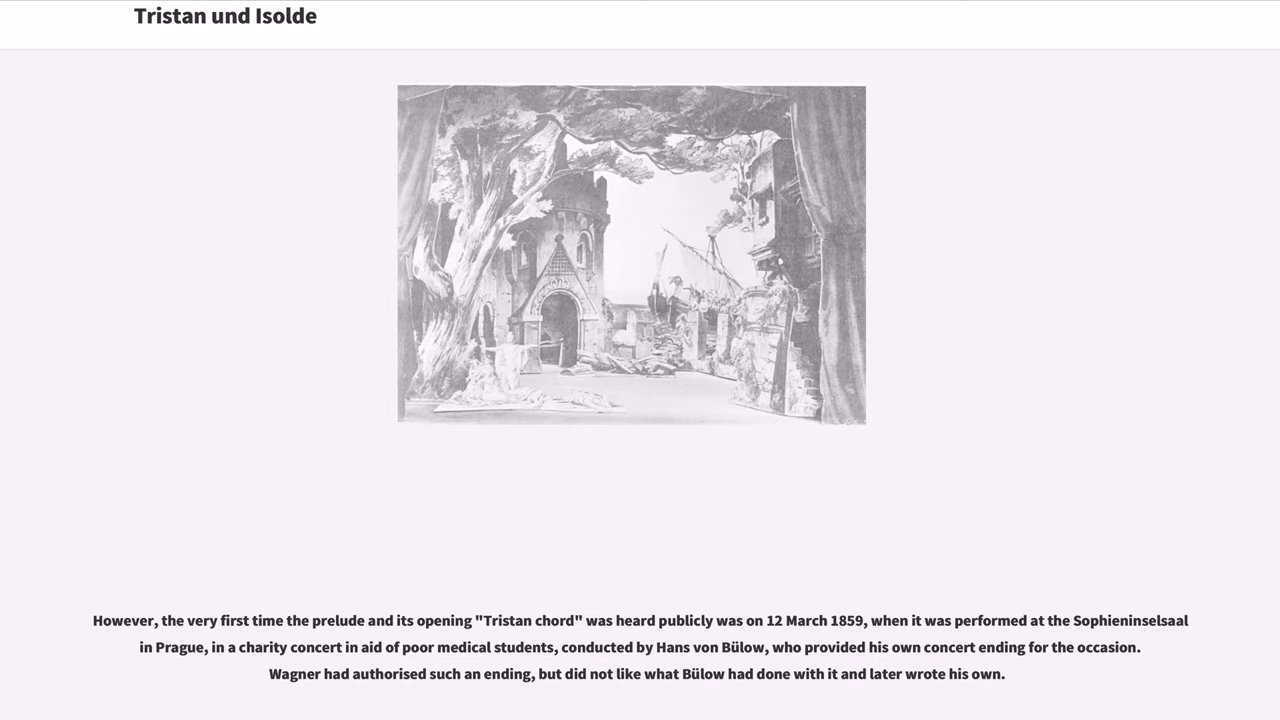 Tristan und Isolde
However, the very first time the prelude and its opening "Tristan chord" was heard publicly was on 12 March 1859, when it was performed at the Sophieninselsaal
in Prague, in a charity concert in aid of poor medical students, conducted by Hans von Bülow, who provided his own concert ending for the occasion.
Wagner had authorised such an ending, but did not like what Bülow had done with it and later wrote his own.